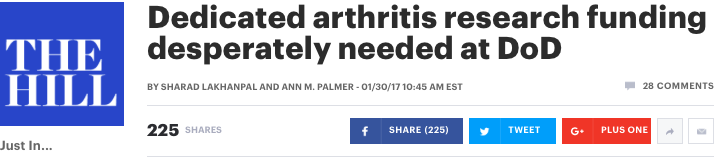 THE
HILL
Just In...
Dedicated arthritis research funding
desperately needed at DoD
BY SHARAD LAKHANPAL AND ANN M. PALMER - 01/30/17 10:45 AM EST
28 COMMENTS
225 SHARES
f SHARE (225)
TWEET
G+ PLUS ONE